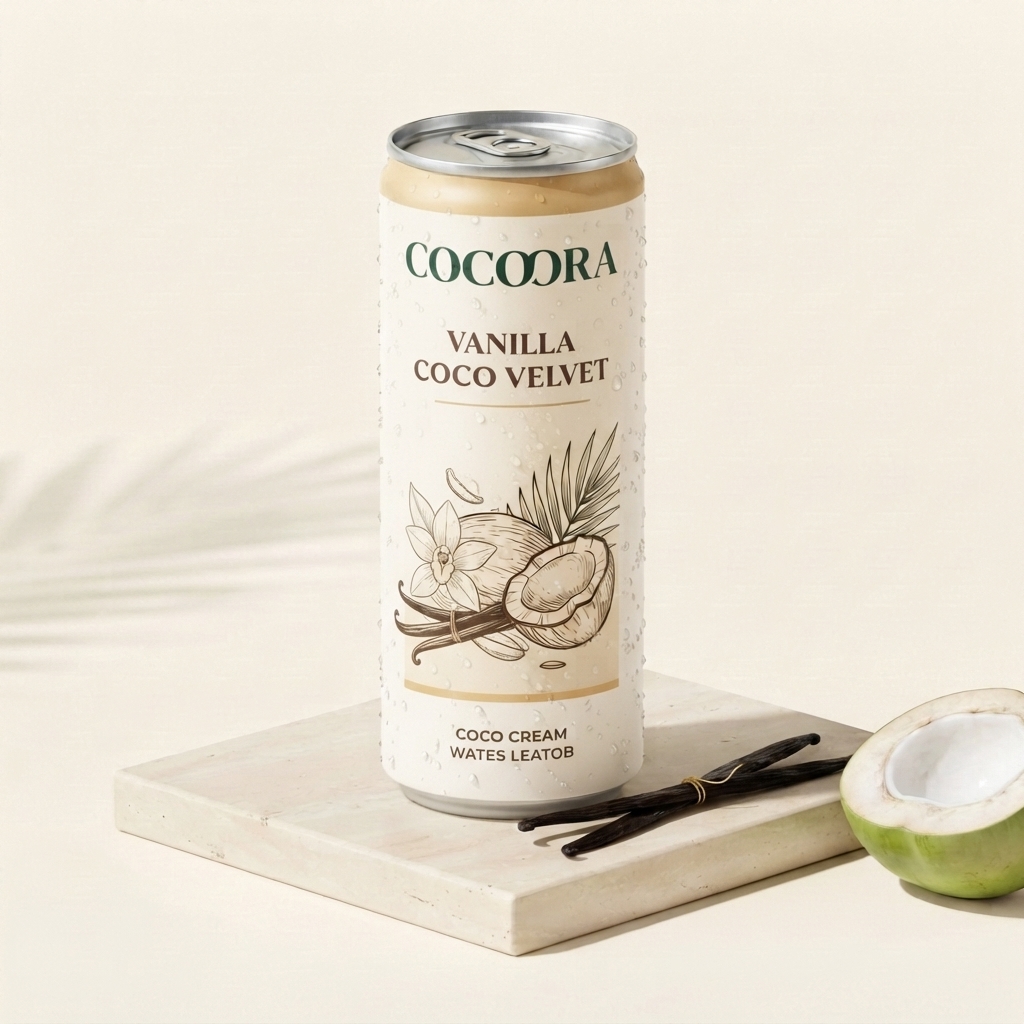 COCOORA
VANILLA
COCO VELVET
COCO CREAM
WATES LEATOB